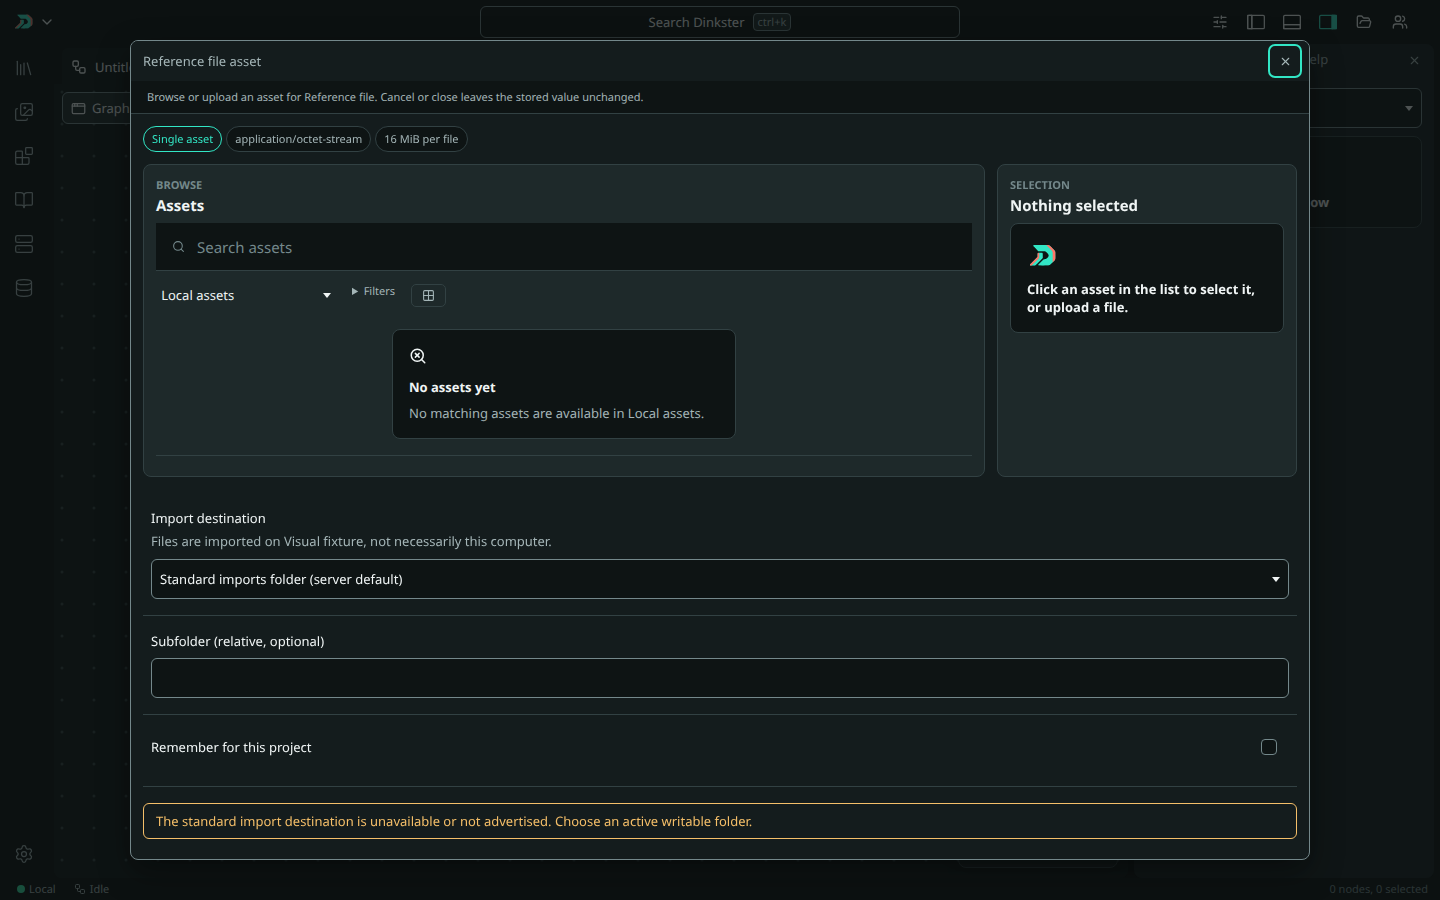 Search Dinkster ctrl+k
Reference file asset
Browse or upload an asset for Reference file. Cancel or close leaves the stored value unchanged.
Single asset
application/octet-stream
16 MiB per file
BROWSE
Assets
Search assets
Local assets
Filters
No assets yet
No matching assets are available in Local assets.
SELECTION
Nothing selected
Click an asset in the list to select it,
or upload a file.
Import destination
Files are imported on Visual fixture, not necessarily this computer.
Standard imports folder (server default)
Subfolder (relative, optional)
Remember for this project
The standard import destination is unavailable or not advertised. Choose an active writable folder.
Local
Idle
0 nodes, 0 selected